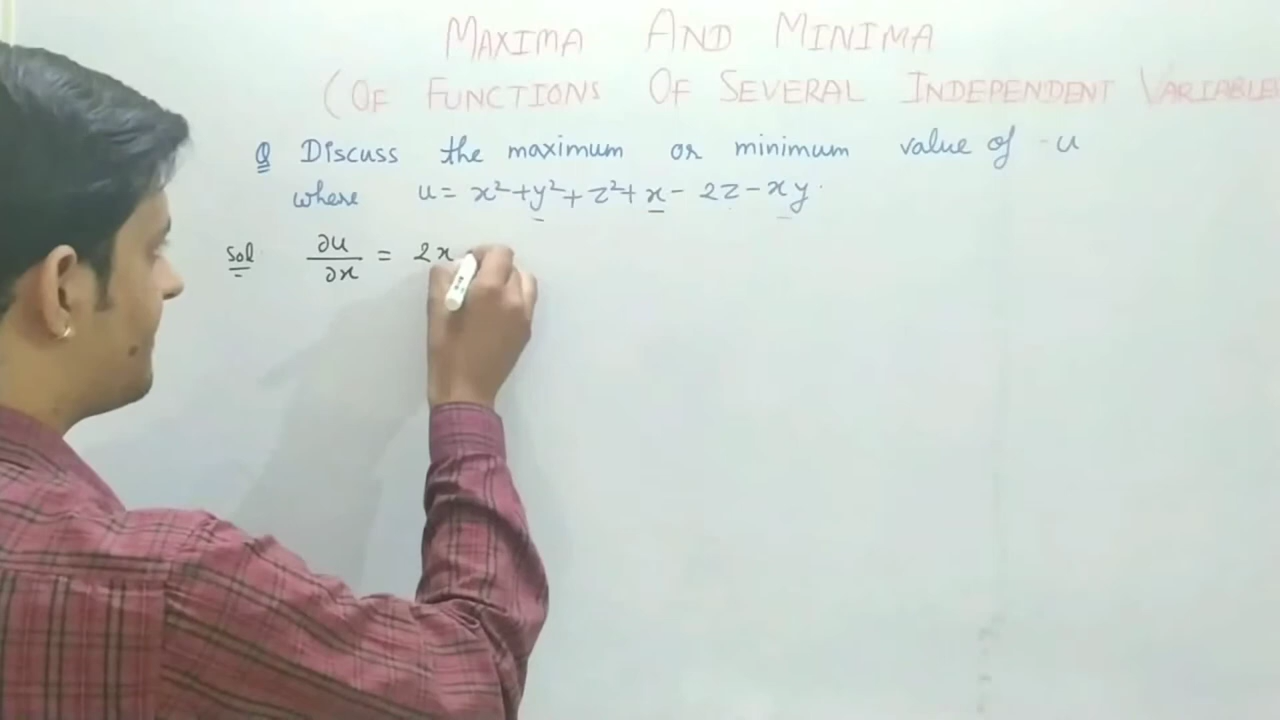 MAXIMA AND MINIMA
(OF FUNCTIONS OF SEVERAL INDEPENDENT VARIABLE
Q Discuss the maximum or minimum value of u
where u = x² + y² + z² + x - 2z - xy.
Sol ∂u/∂x = 2x